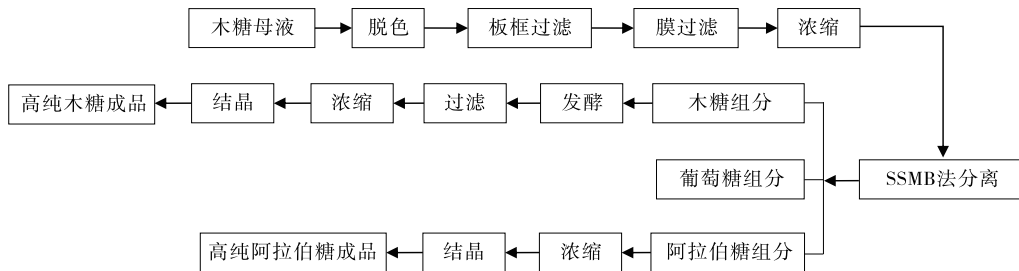 木糖母液 脱色 板框过滤 膜过滤 浓缩
高纯木糖成品 结晶 浓缩 过滤 发酵 木糖组分
葡萄糖组分 SSMB法分离
高纯阿拉伯糖成品 结晶 浓缩 阿拉伯糖组分